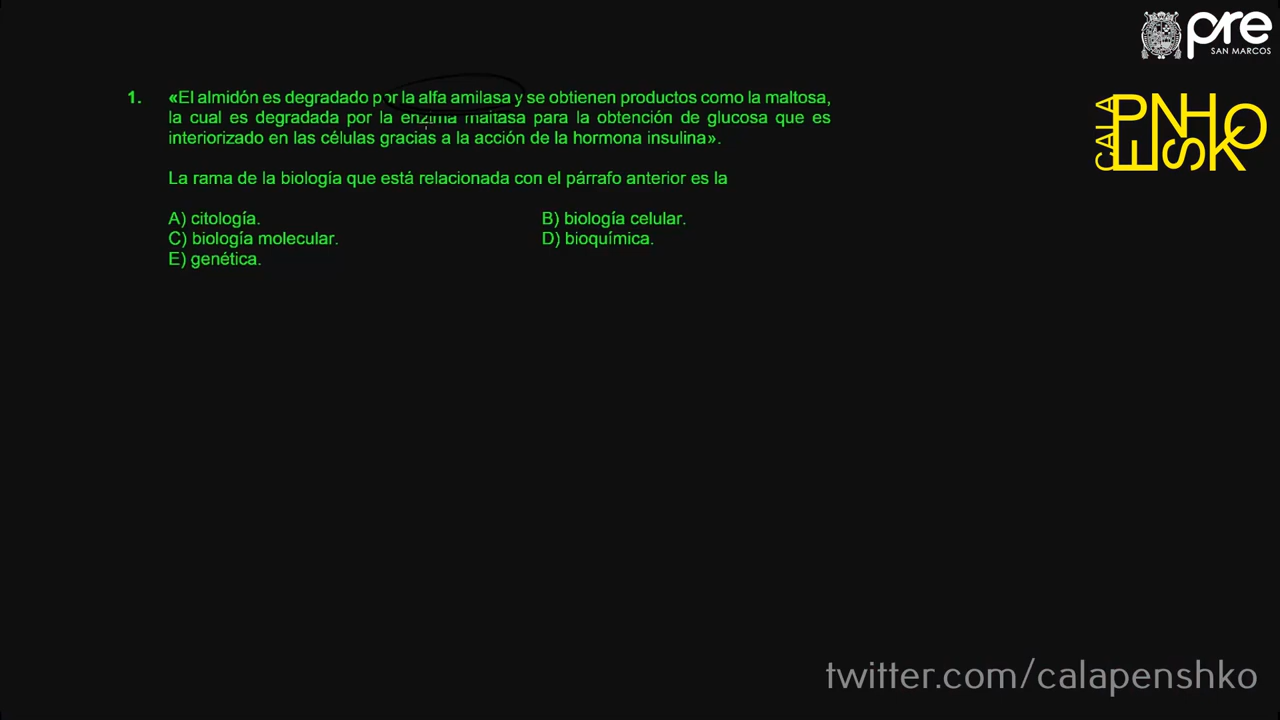 pre
SAN MARCOS
CALA
PENHSKO
1. «El almidón es degradado por la alfa amilasa y se obtienen productos como la maltosa,
la cual es degradada por la enzima maltasa para la obtención de glucosa que es
interiorizado en las células gracias a la acción de la hormona insulina».
La rama de la biología que está relacionada con el párrafo anterior es la
A) citología. B) biología celular.
C) biología molecular. D) bioquímica.
E) genética.
twitter.com/calapenshko